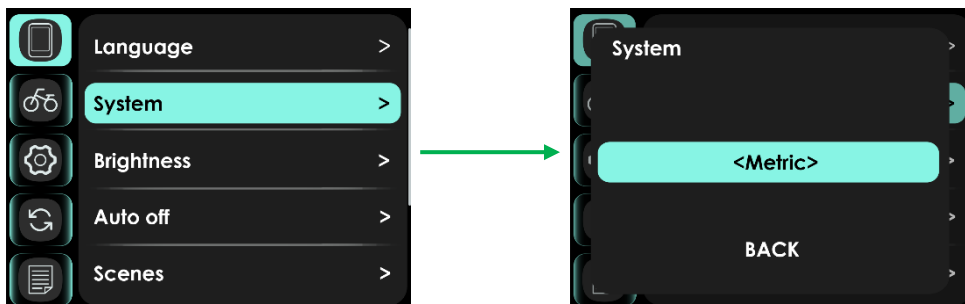 Language >
System >
Brightness >
Auto off >
Scenes >
System
<Metric>
BACK